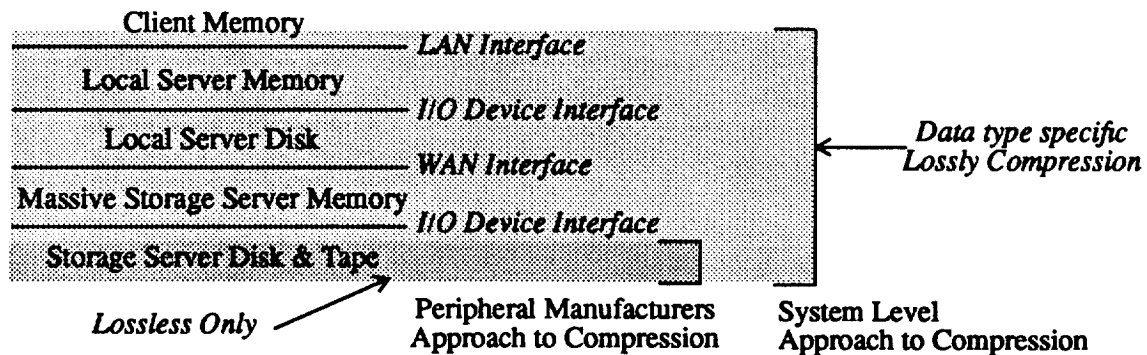 Client Memory
LAN Interface
Local Server Memory
I/O Device Interface
Local Server Disk
WAN Interface
Massive Storage Server Memory
I/O Device Interface
Storage Server Disk & Tape
Data type specific
Lossly Compression
Lossless Only
Peripheral Manufacturers
Approach to Compression
System Level
Approach to Compression